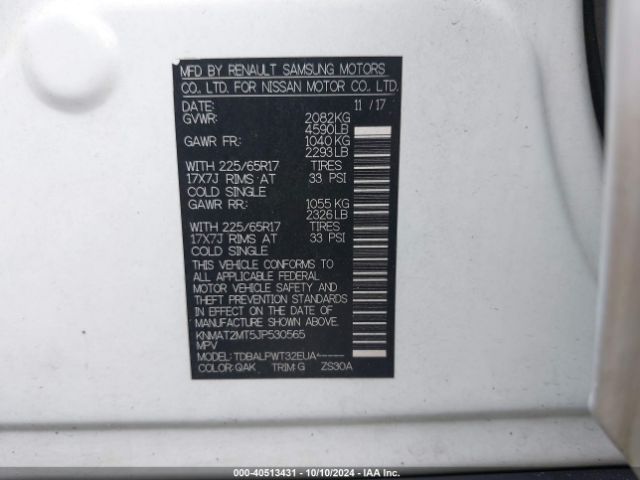 MFD BY RENAULT SAMSUNG MOTORS
CO., LTD. FOR NISSAN MOTOR CO., LTD.
DATE: 11 / 17
GVWR: 2082KG
4590LB
GAWR FR: 1040 KG
2293LB
WITH 225/65R17 TIRES
17X7J RIMS AT 33 PSI
COLD SINGLE
GAWR RR: 1055 KG
2326LB
WITH 225/65R17 TIRES
17X7J RIMS AT 33 PSI
COLD SINGLE
THIS VEHICLE CONFORMS TO
ALL APPLICABLE FEDERAL
MOTOR VEHICLE SAFETY AND
THEFT PREVENTION STANDARDS
IN EFFECT ON THE DATE OF
MANUFACTURE SHOWN ABOVE.
KNMAT2MT5JP530565
MPV
MODEL: TDBALPWT32EUA-----
COLOR: QAK TRIM: G ZS30A
000-40513431 - 10/10/2024 - IAA Inc.